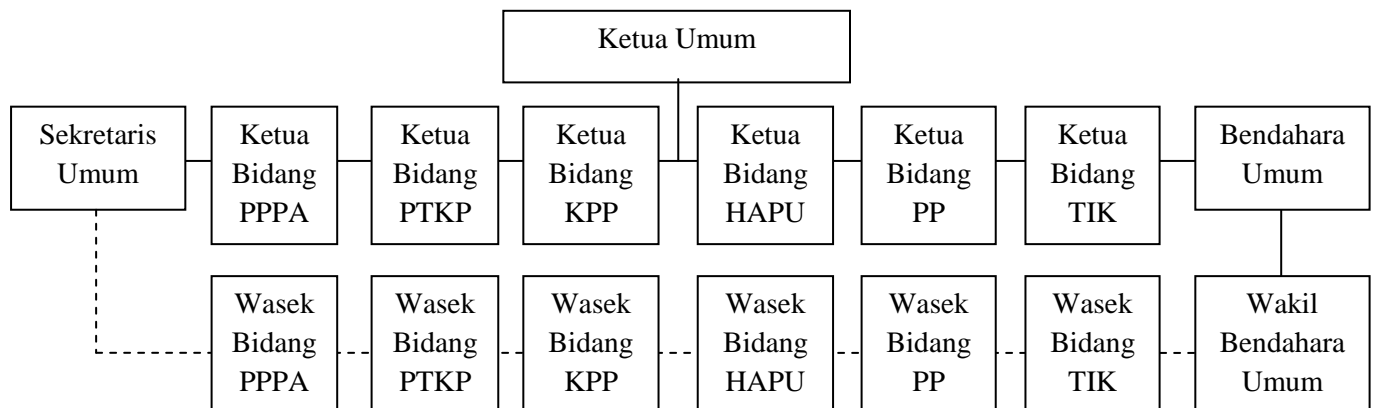 Ketua Umum
Sekretaris
Umum
Ketua
Bidang
PPPA
Ketua
Bidang
PTKP
Ketua
Bidang
KPP
Ketua
Bidang
HAPU
Ketua
Bidang
PP
Ketua
Bidang
TIK
Bendahara
Umum
Wasek
Bidang
PPPA
Wasek
Bidang
PTKP
Wasek
Bidang
KPP
Wasek
Bidang
HAPU
Wasek
Bidang
PP
Wasek
Bidang
TIK
Wakil
Bendahara
Umum